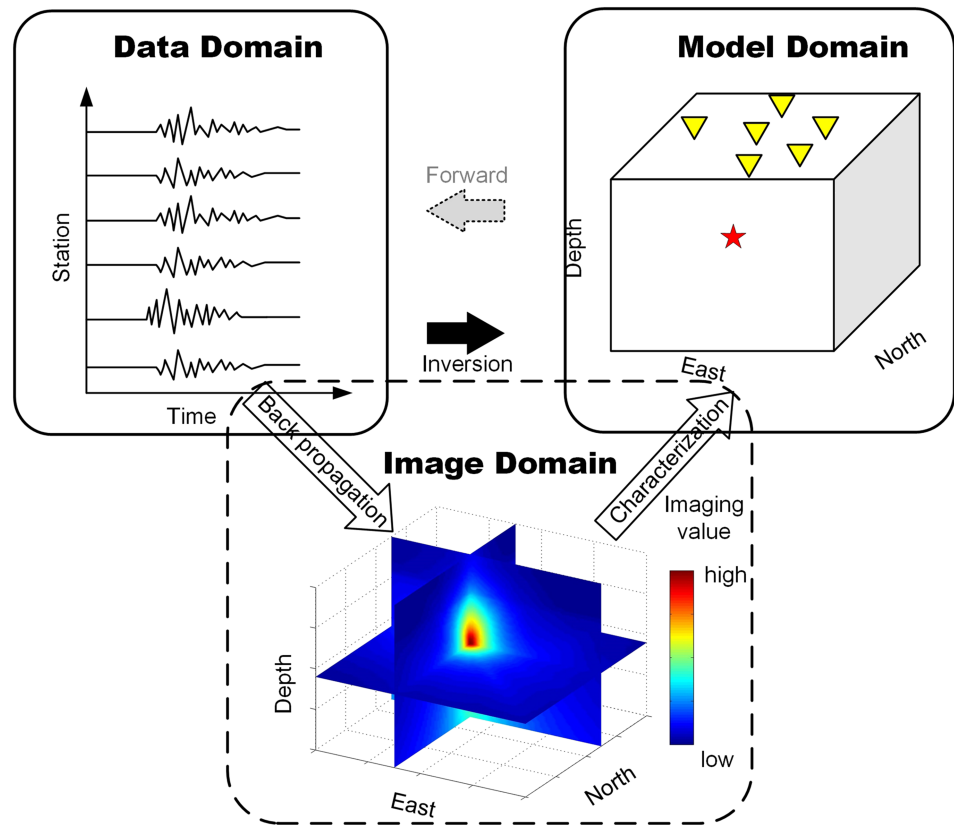 Data Domain
Station
Time
Forward
Inversion
Model Domain
Depth
East
North
Back propagation
Image Domain
Characterization
Imaging
value
high
low
Depth
East
North